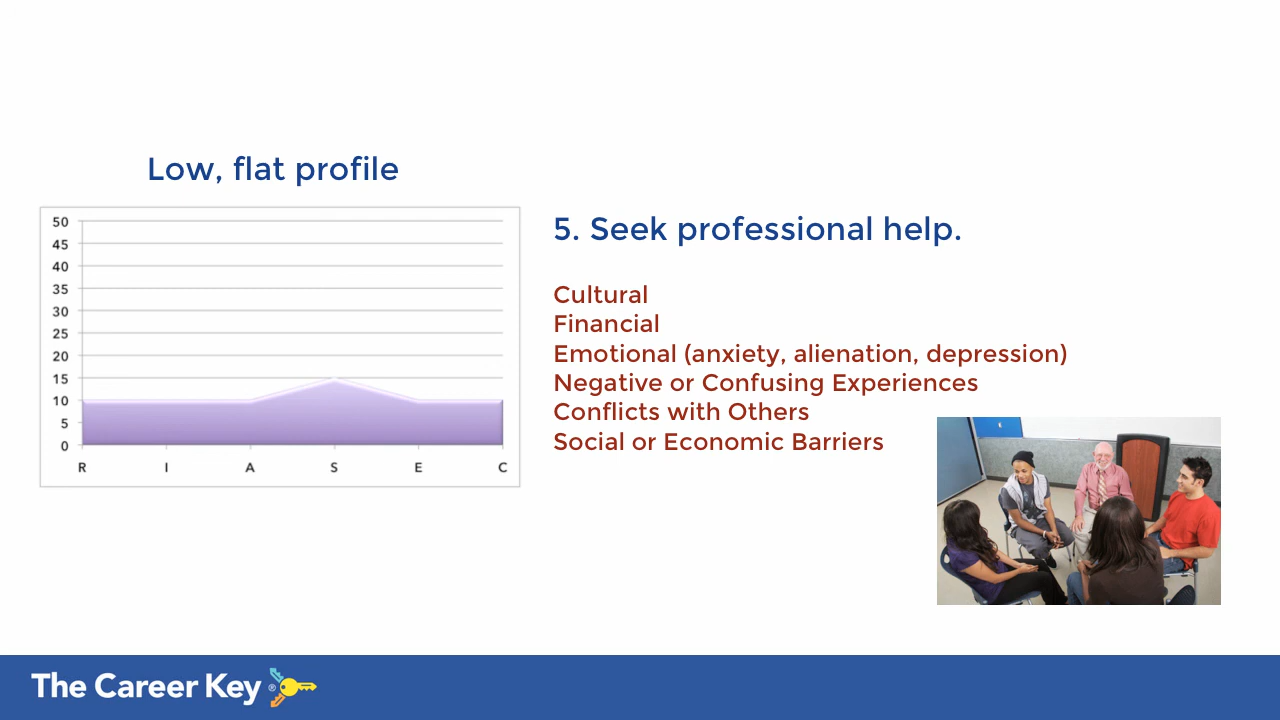 Low, flat profile
50
45
40
35
30
25
20
15
10
5
0
R I A S E C
5. Seek professional help.
Cultural
Financial
Emotional (anxiety, alienation, depression)
Negative or Confusing Experiences
Conflicts with Others
Social or Economic Barriers
The Career Key ®